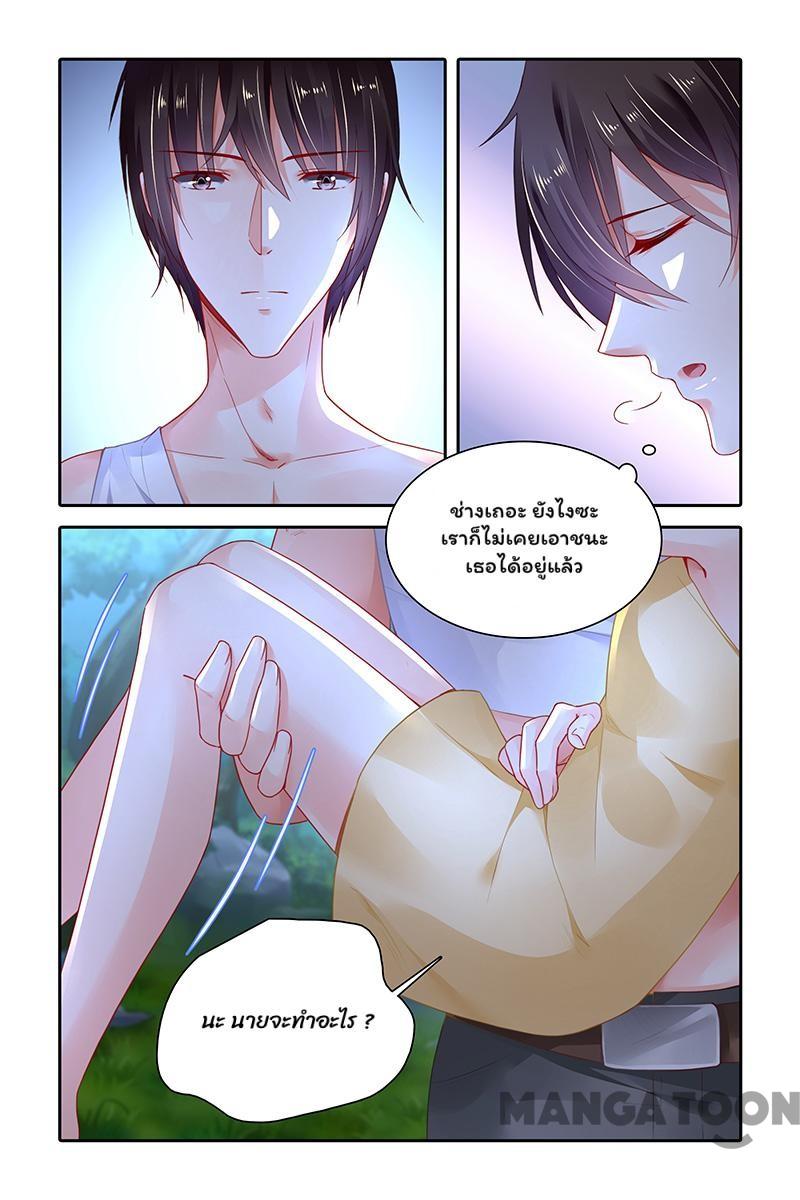 ช่างเถอะ ยังไงซะ
เราก็ไม่เคยเอาชนะ
เธอได้อยู่แล้ว
นะ นายจะทำอะไร ?
MANGATOON